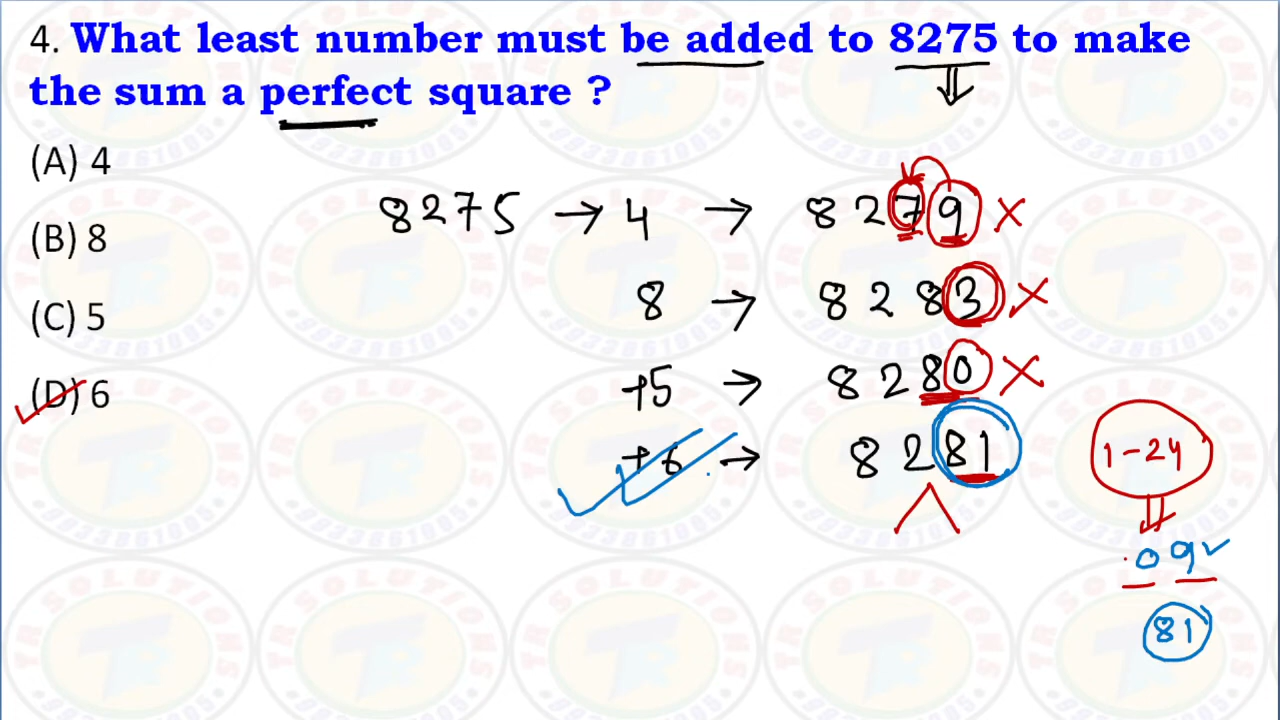 4. What least number must be added to 8275 to make
the sum a perfect square ?
(A) 4
(B) 8
(C) 5
(D) 6
8275 → 4 → 8279 ×
8 → 8283 ×
+5 → 8280 ×
+6 → 8281
1-24
09
81